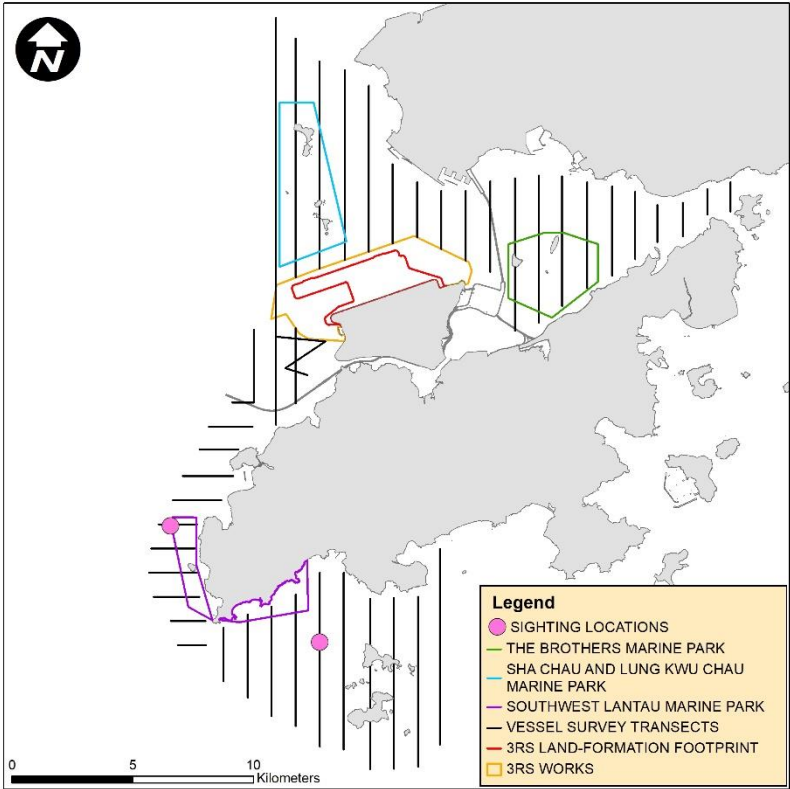 N
Legend
SIGHTING LOCATIONS
THE BROTHERS MARINE PARK
SHA CHAU AND LUNG KWU CHAU
MARINE PARK
SOUTHWEST LANTAU MARINE PARK
VESSEL SURVEY TRANSECTS
3RS LAND-FORMATION FOOTPRINT
3RS WORKS
0 5 10
Kilometers